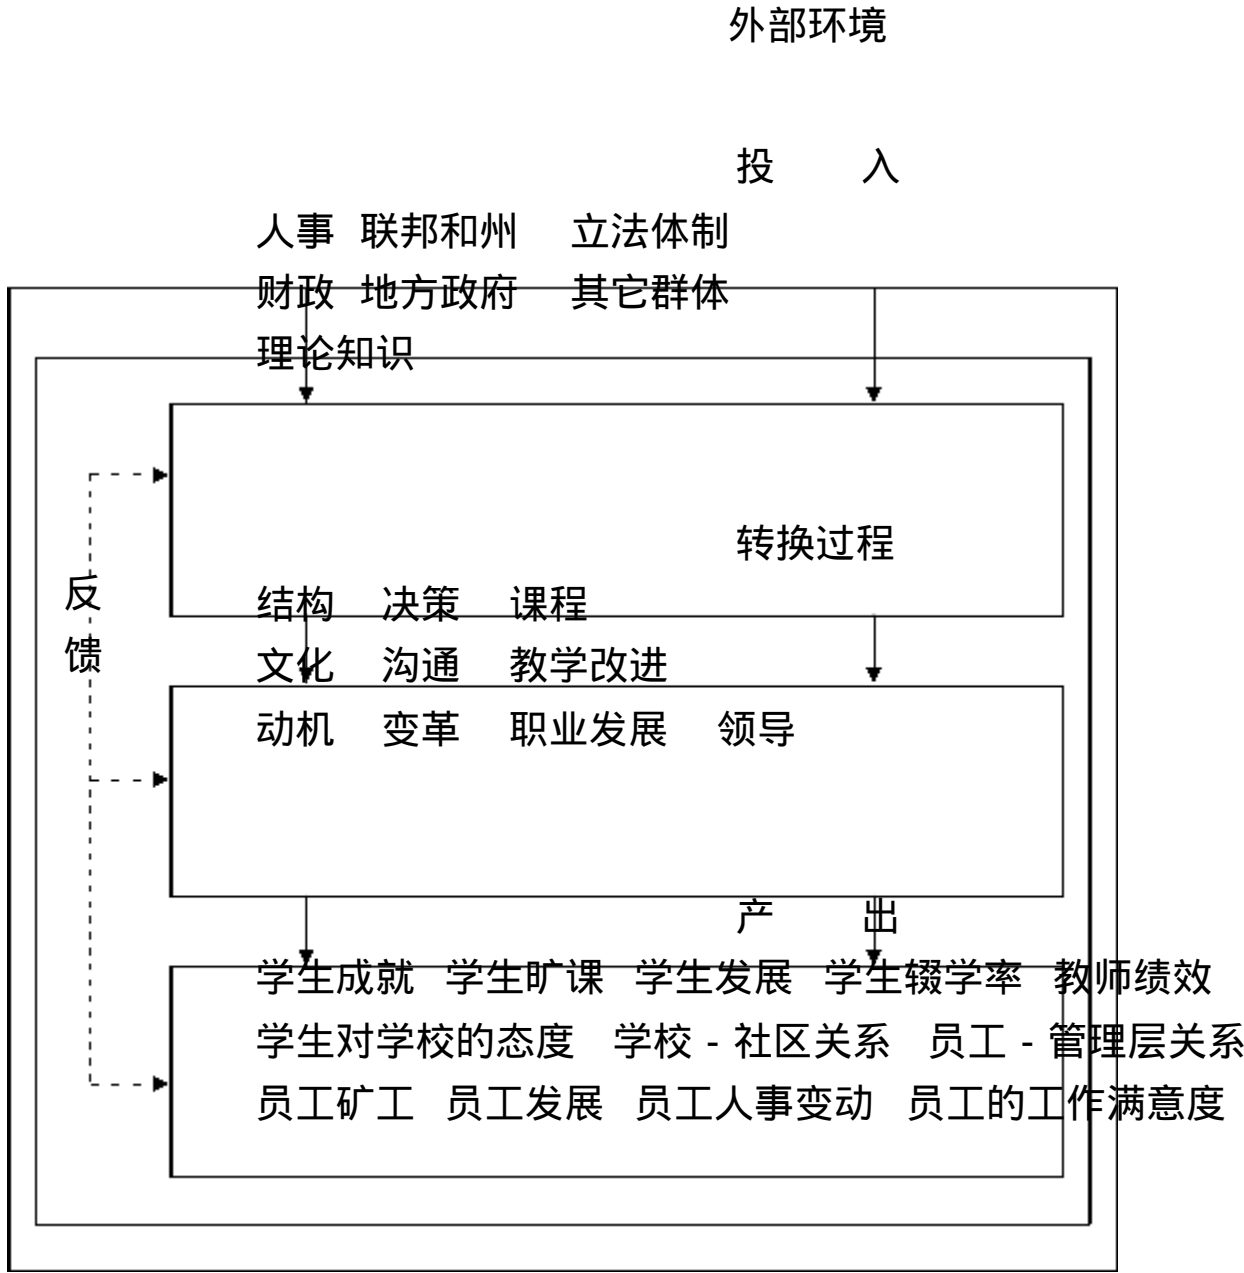 外部环境
投 入
人事 联邦和州 立法体制
财政 地方政府 其它群体
理论知识
转换过程
反
馈
结构 决策 课程
文化 沟通 教学改进
动机 变革 职业发展 领导
产 出
学生成就 学生旷课 学生发展 学生辍学率 教师绩效
学生对学校的态度 学校 - 社区关系 员工 - 管理层关系
员工矿工 员工发展 员工人事变动 员工的工作满意度